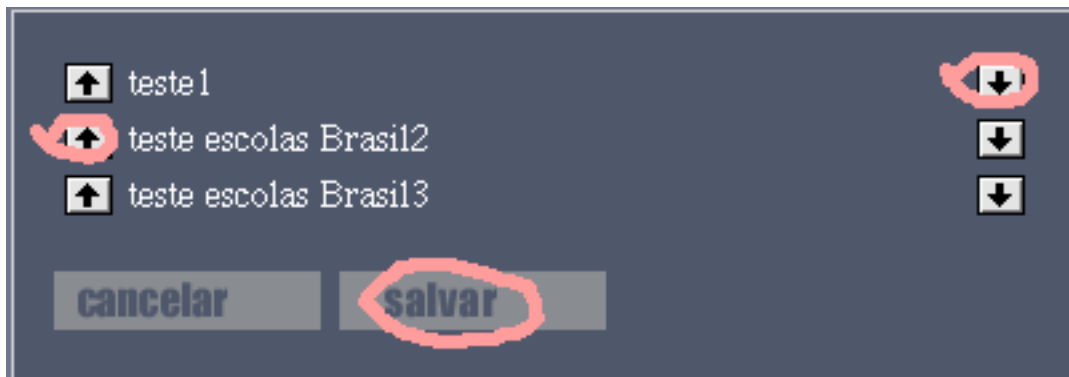 teste1
teste escolas Brasil2
teste escolas Brasil3
cancelar salvar